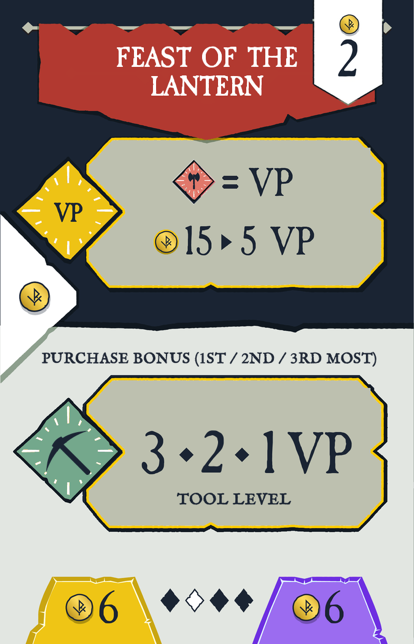 FEAST OF THE
LANTERN
2
VP
= VP
15 ▸ 5 VP
PURCHASE BONUS (1ST / 2ND / 3RD MOST)
3 ⬩ 2 ⬩ 1 VP
TOOL LEVEL
6
6